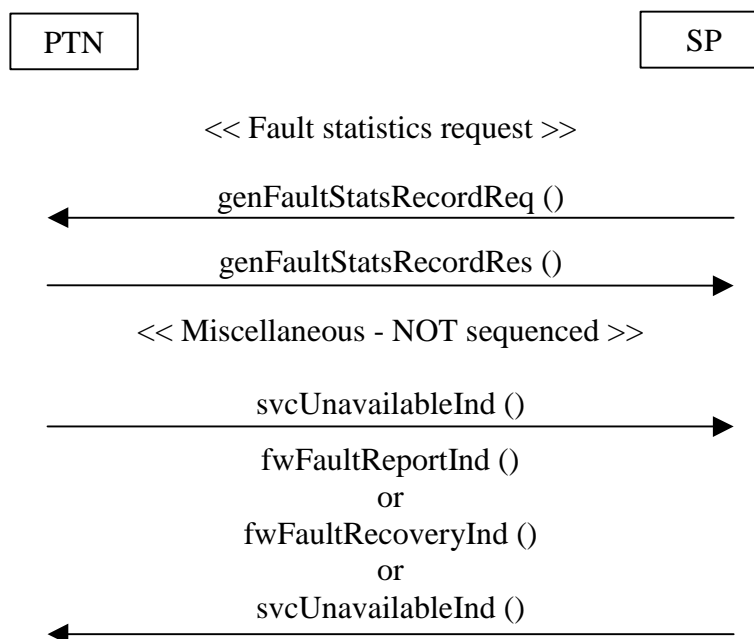 PTN
SP
<< Fault statistics request >>
genFaultStatsRecordReq ()
genFaultStatsRecordRes ()
<< Miscellaneous - NOT sequenced >>
svcUnavailableInd ()
fwFaultReportInd ()
or
fwFaultRecoveryInd ()
or
svcUnavailableInd ()